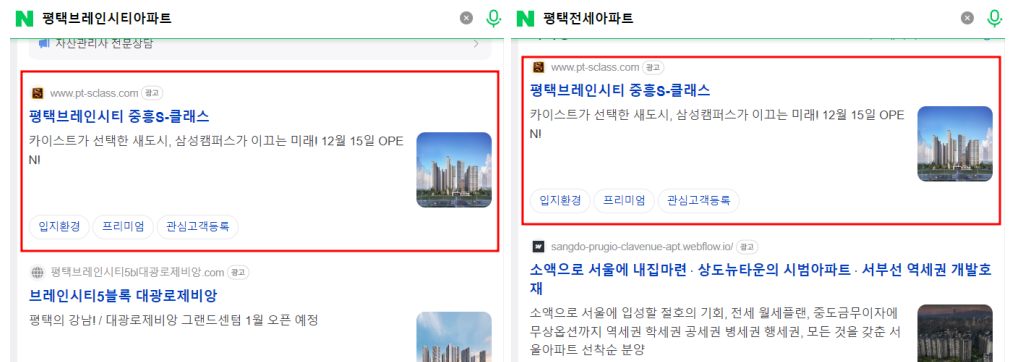 N 평택브레인시티아파트
자산관리사 전문상담
www.pt-sclass.com 광고
평택브레인시티 중흥S-클래스
카이스트가 선택한 새도시, 삼성캠퍼스가 이끄는 미래! 12월 15일 OPE
N!
입지환경 프리미엄 관심고객등록
평택브레인시티5bl대광로제비앙.com 광고
브레인시티5블록 대광로제비앙
평택의 강남! / 대광로제비앙 그랜드센텀 1월 오픈 예정
N 평택전세아파트
www.pt-sclass.com 광고
평택브레인시티 중흥S-클래스
카이스트가 선택한 새도시, 삼성캠퍼스가 이끄는 미래! 12월 15일 OPE
N!
입지환경 프리미엄 관심고객등록
sangdo-prugio-clavenue-apt.webflow.io/ 광고
소액으로 서울에 내집마련 · 상도뉴타운의 시범아파트 · 서부선 역세권 개발호
재
소액으로 서울에 입성할 절호의 기회, 전세 월세플랜, 중도금무이자에
무상옵션까지 역세권 학세권 공세권 병세권 행세권, 모든 것을 갖춘 서
울아파트 선착순 분양